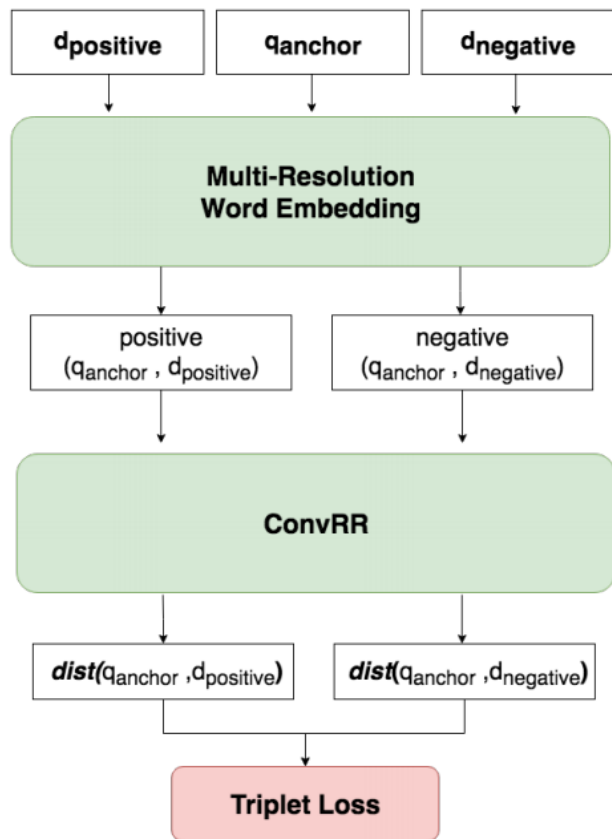 dpositive qanchor dnegative
Multi-Resolution
Word Embedding
positive
(qanchor , dpositive)
negative
(qanchor , dnegative)
ConvRR
dist(qanchor ,dpositive)
dist(qanchor ,dnegative)
Triplet Loss